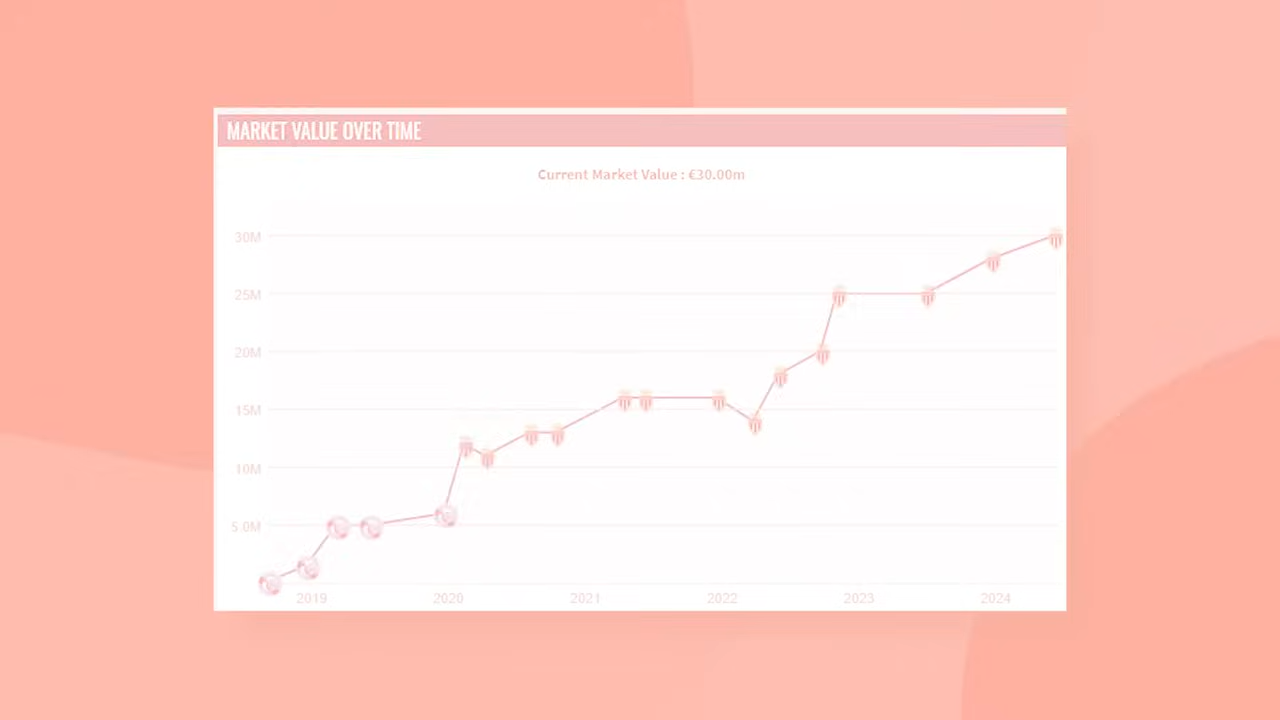 MARKET VALUE OVER TIME
Current Market Value : €30.00m
30M
25M
20M
15M
10M
5.0M
2019 2020 2021 2022 2023 2024